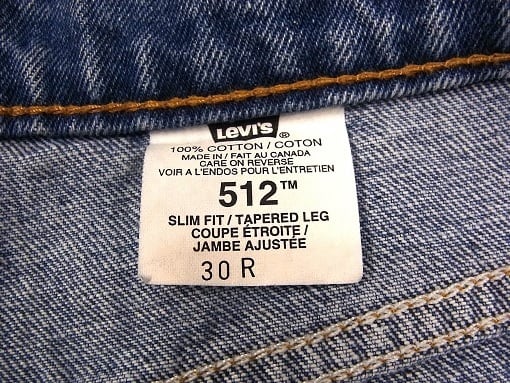 Levi's®
100% COTTON / COTON
MADE IN / FAIT AU CANADA
CARE ON REVERSE
VOIR A L'ENDOS POUR L'ENTRETIEN
512™
SLIM FIT / TAPERED LEG
COUPE ÉTROITE /
JAMBE AJUSTÉE
30 R